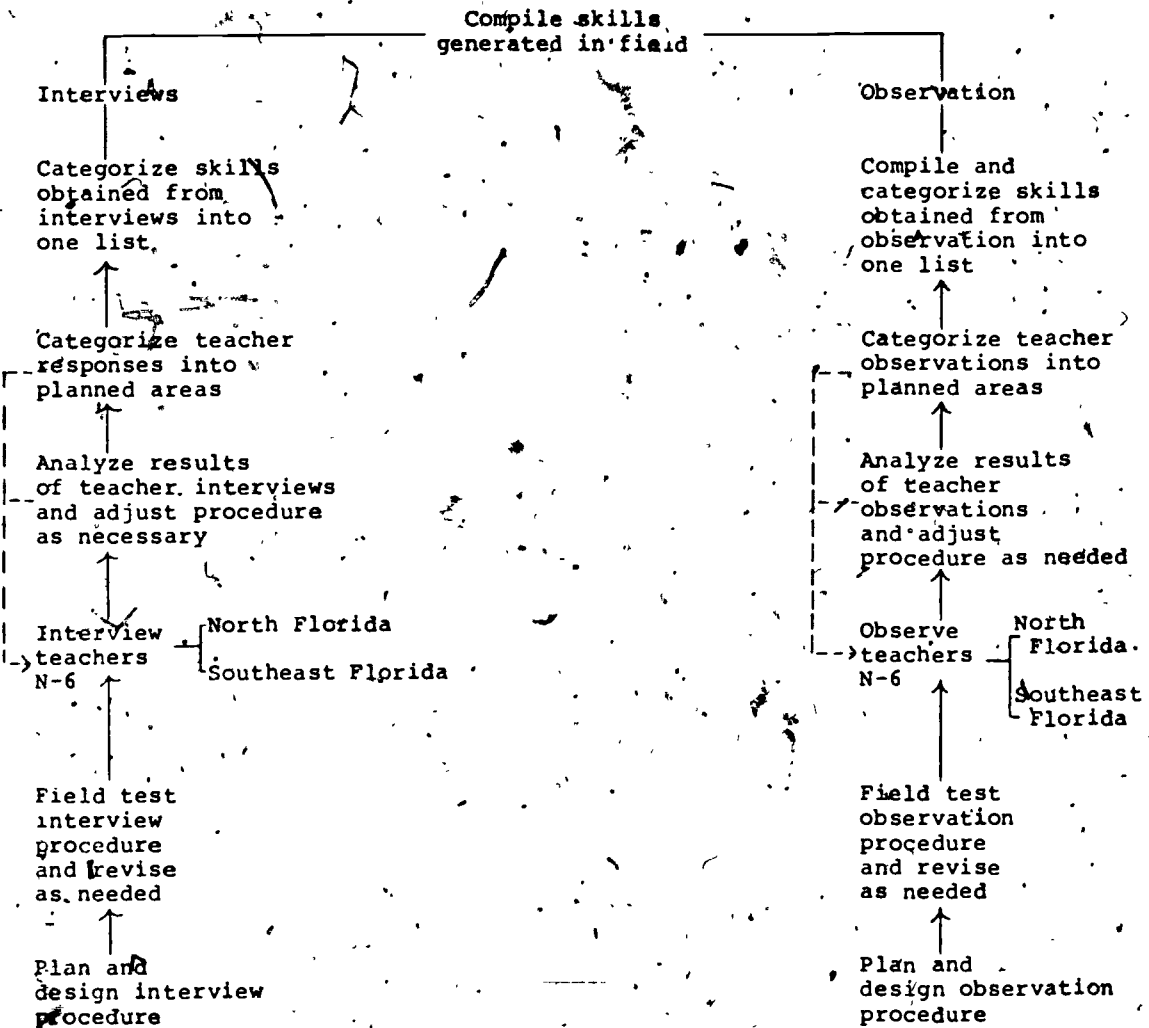 Compile skills
generated in field
Interviews
Categorize skills
obtained from
interviews into
one list.
Categorize teacher
responses into
planned areas
Analyze results
of teacher interviews
and adjust procedure
as necessary
Interview
teachers
N-6
North Florida
Southeast Florida
Field test
interview
procedure
and revise
as needed
Plan and
design interview
procedure
Observation
Compile and
categorize skills
obtained from
observation into
one list
Categorize teacher
observations into
planned areas
Analyze results
of teacher
observations
and adjust
procedure as needed
Observe
teachers
N-6
North
Florida
Southeast
Florida
Field test
observation
procedure
and revise
as needed
Plan and
design observation
procedure